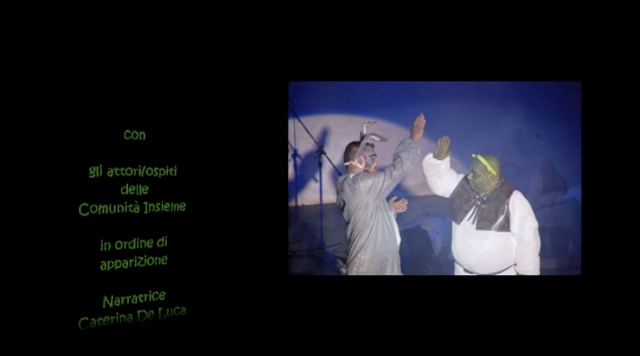 con
gli attori/ospiti
delle
Comunità Insieme
in ordine di
apparizione
Narratrice
Caterina De Luca